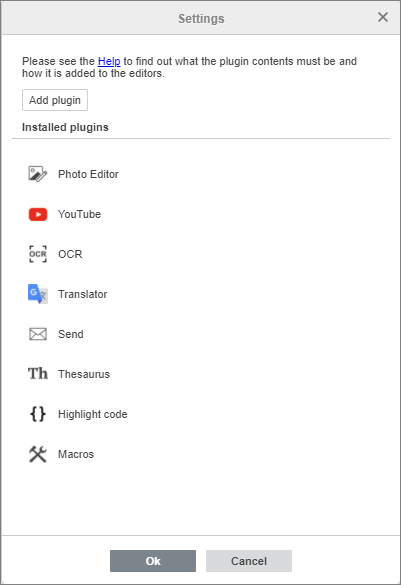 Settings
Please see the Help to find out what the plugin contents must be and
how it is added to the editors.
Add plugin
Installed plugins
Photo Editor
YouTube
OCR OCR
G Translator
Send
Th Thesaurus
{} Highlight code
Macros
Ok Cancel